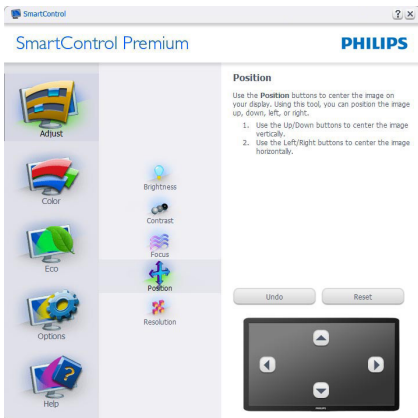 SmartControl
? ×
SmartControl Premium
PHILIPS
Adjust
Color
Eco
Options
Help
Brightness
Contrast
Focus
Position
Resolution
Position
Use the Position buttons to center the image on
your display. Using this tool, you can position the image
up, down, left, or right.
1. Use the Up/Down buttons to center the image
vertically.
2. Use the Left/Right buttons to center the image
horizontally.
Undo
Reset
PHILIPS